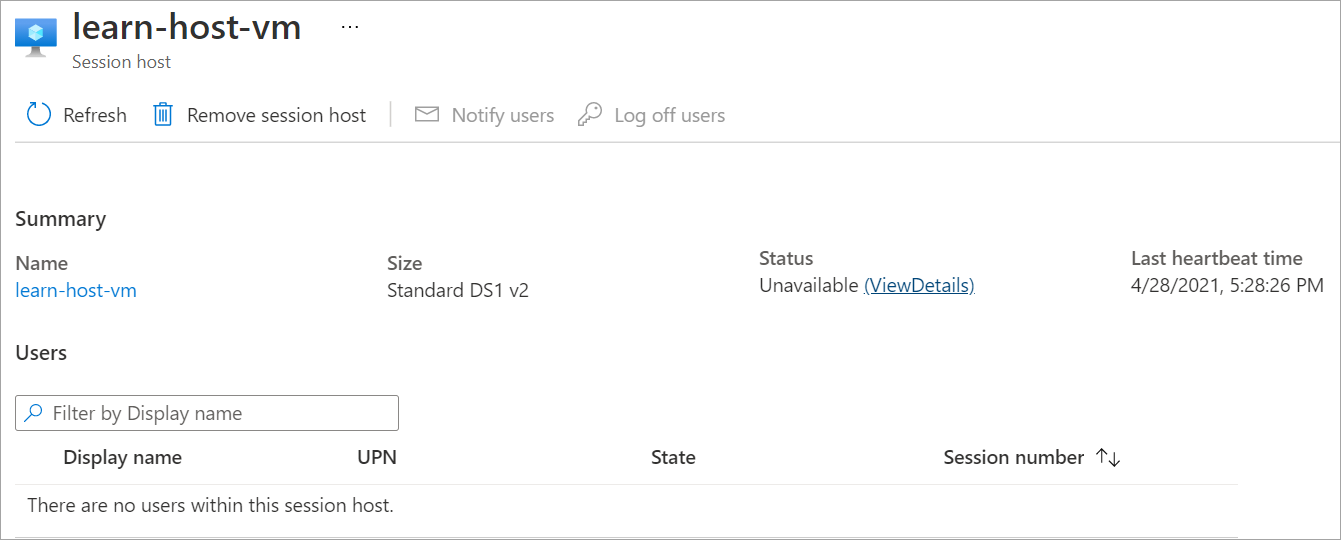 learn-host-vm ...
Session host
Refresh Remove session host Notify users Log off users
Summary
Name Size Status Last heartbeat time
learn-host-vm Standard DS1 v2 Unavailable (ViewDetails) 4/28/2021, 5:28:26 PM
Users
Filter by Display name
Display name UPN State Session number
There are no users within this session host.